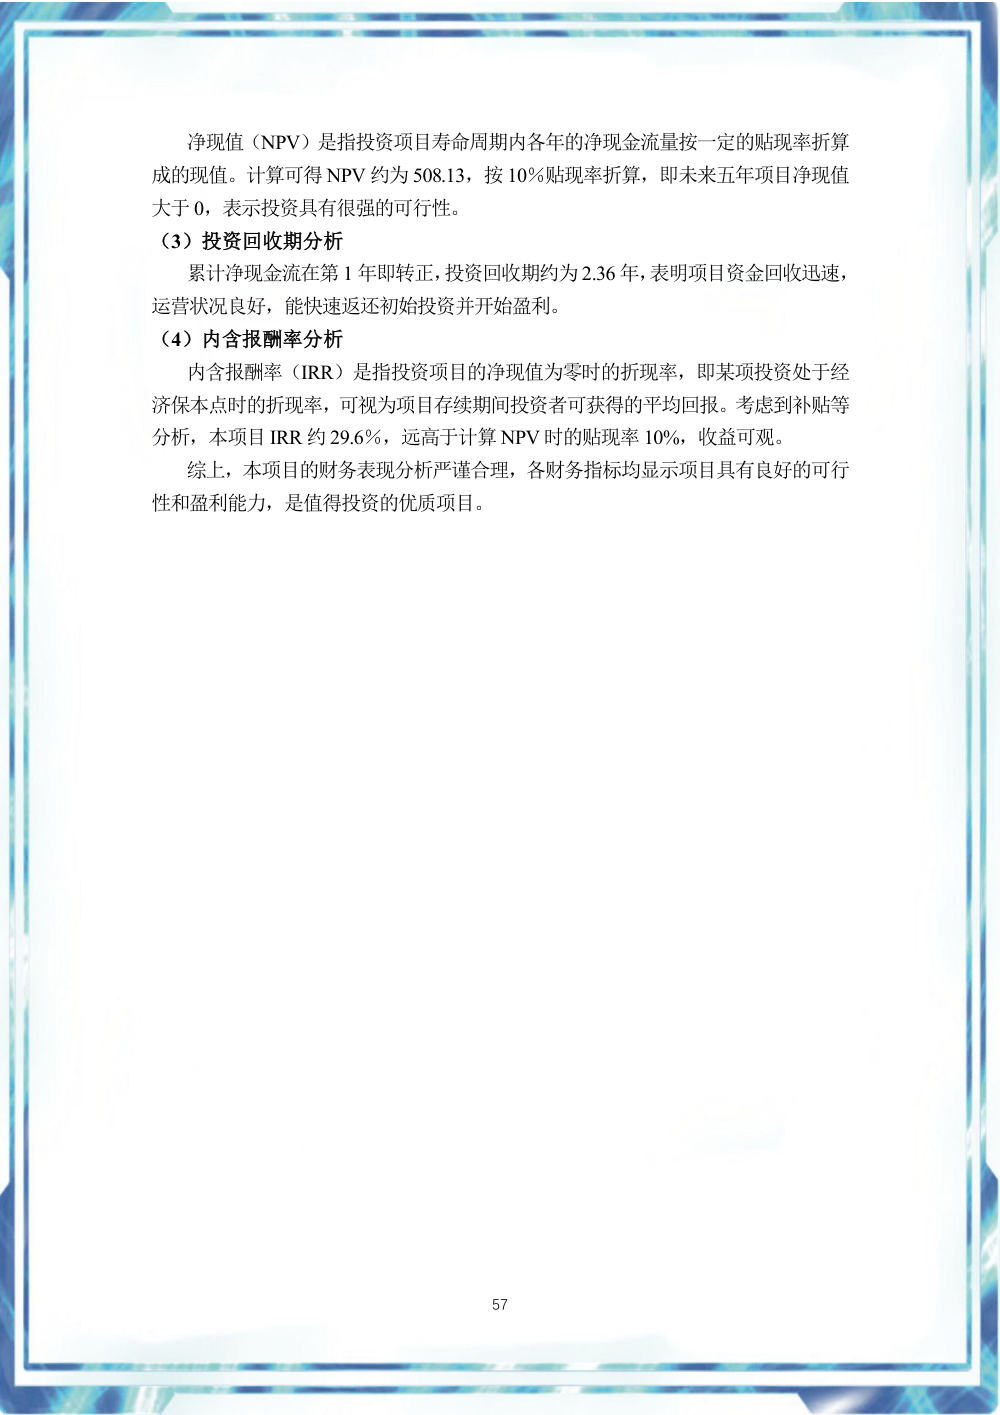 净现值（NPV）是指投资项目寿命周期内各年的净现金流量按一定的贴现率折算
成的现值。计算可得 NPV 约为 508.13，按 10%贴现率折算，即未来五年项目净现值
大于 0，表示投资具有很强的可行性。
（3）投资回收期分析
累计净现金流在第 1 年即转正，投资回收期约为 2.36 年，表明项目资金回收迅速，
运营状况良好，能快速返还初始投资并开始盈利。
（4）内含报酬率分析
内含报酬率（IRR）是指投资项目的净现值为零时的折现率，即某项投资处于经
济保本点时的折现率，可视为项目存续期间投资者可获得的平均回报。考虑到补贴等
分析，本项目 IRR 约 29.6%，远高于计算 NPV 时的贴现率 10%，收益可观。
综上，本项目的财务表现分析严谨合理，各财务指标均显示项目具有良好的可行
性和盈利能力，是值得投资的优质项目。
57